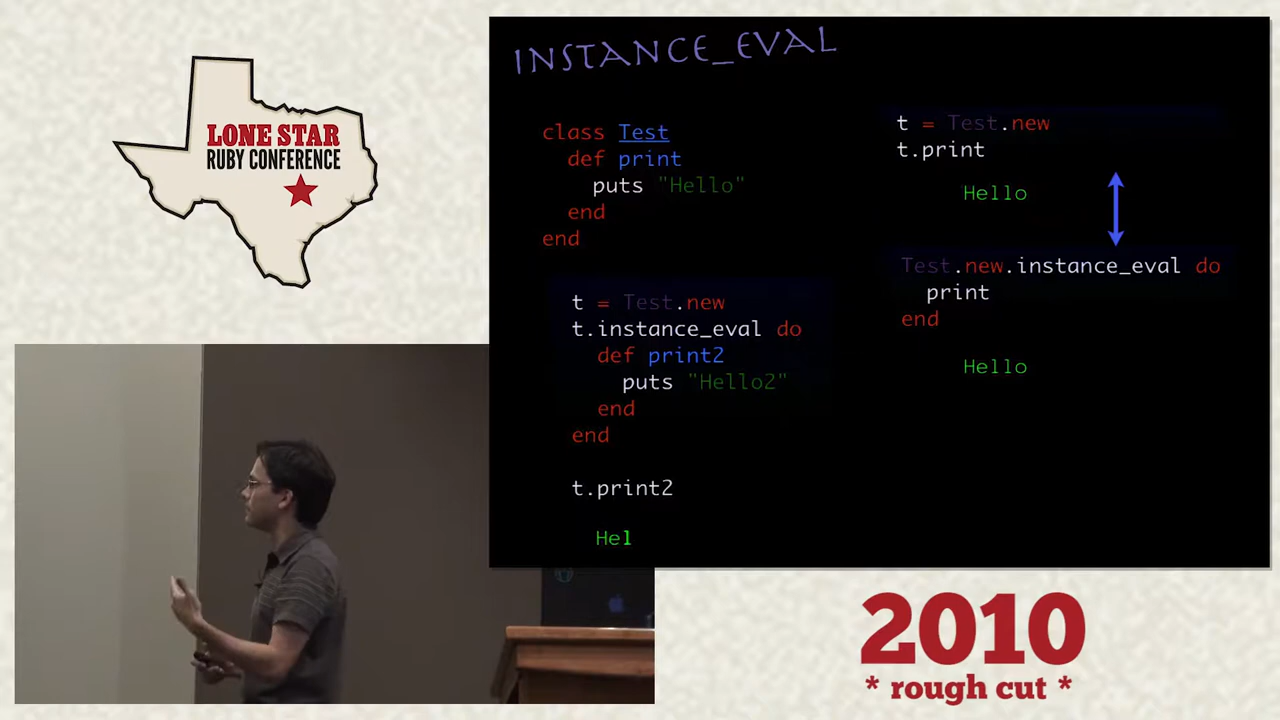 LONE STAR
RUBY CONFERENCE
INSTANCE_EVAL
class Test
def print
puts "Hello"
end
end
t = Test.new
t.instance_eval do
def print2
puts "Hello2"
end
end
t.print2
Hel
t = Test.new
t.print
Hello
Test.new.instance_eval do
print
end
Hello
2010
* rough cut *